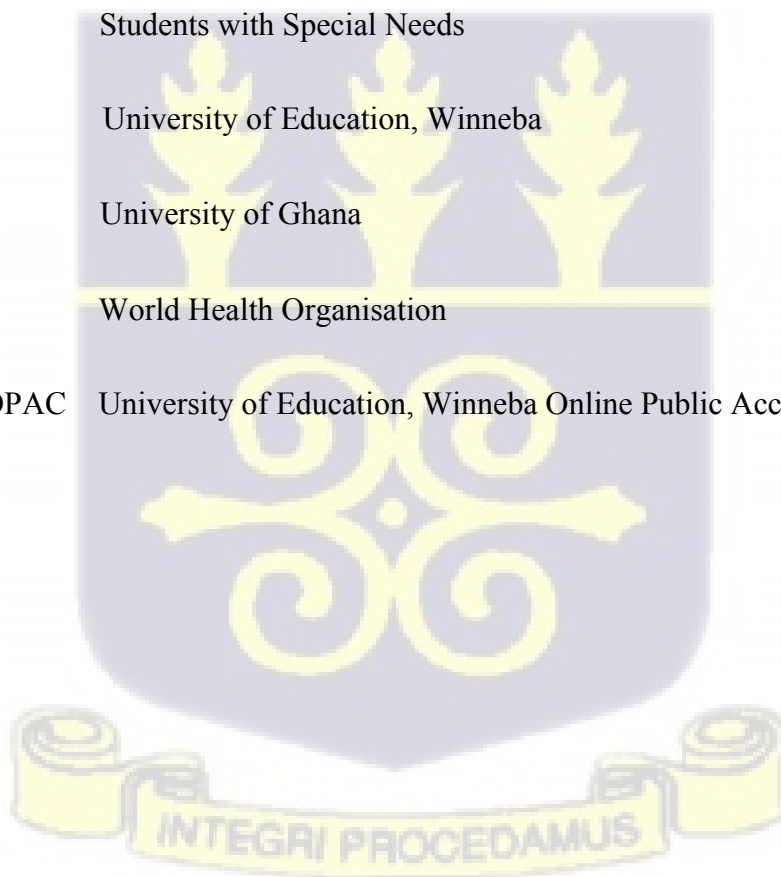 Students with Special Needs
University of Education, Winneba
University of Ghana
World Health Organisation
OPAC University of Education, Winneba Online Public Acc
INTEGRI PROCEDAMUS